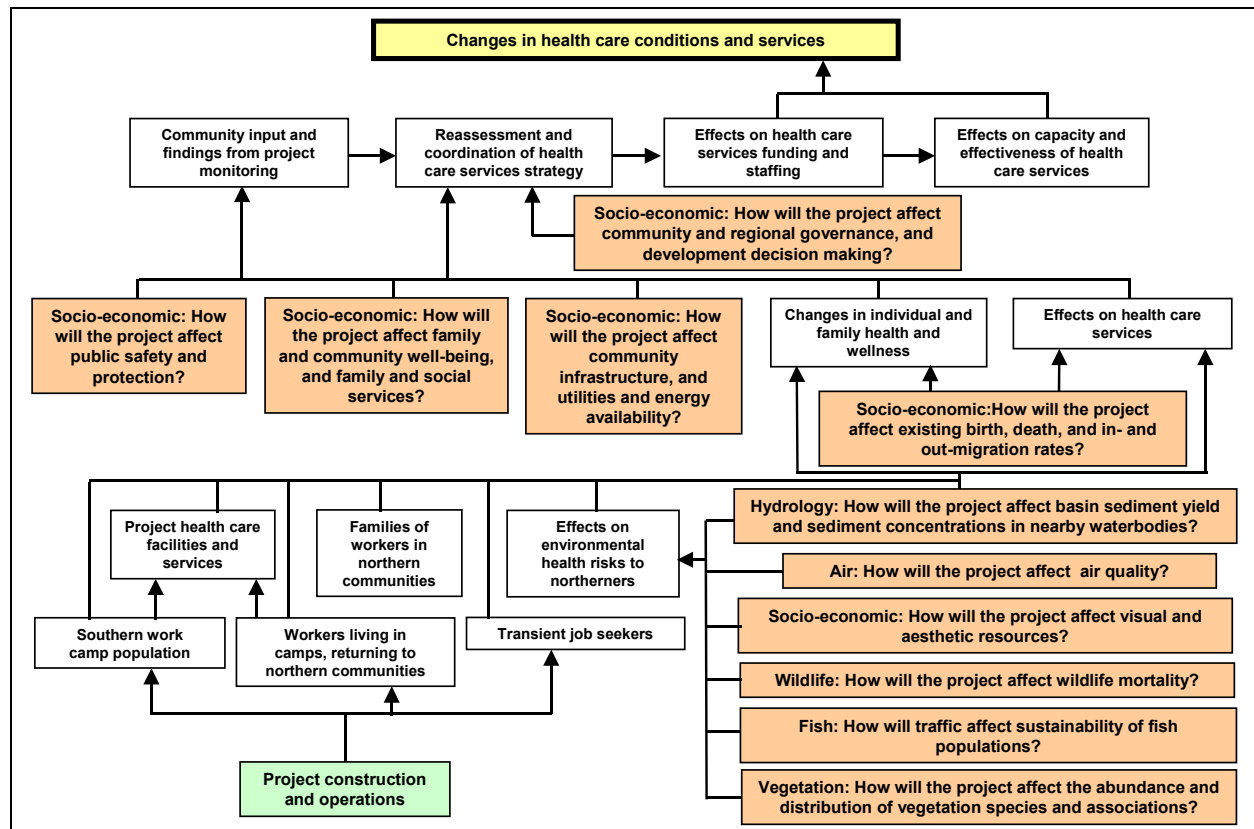 Changes in health care conditions and services
Community input and
findings from project
monitoring
Reassessment and
coordination of health
care services strategy
Effects on health care
services funding and
staffing
Effects on capacity and
effectiveness of health
care services
Socio-economic: How will the project affect
community and regional governance, and
development decision making?
Socio-economic: How
will the project affect
public safety and
protection?
Socio-economic: How will
the project affect family
and community well-being,
and family and social
services?
Socio-economic: How
will the project affect
community
infrastructure, and
utilities and energy
availability?
Changes in individual and
family health and
wellness
Effects on health care
services
Socio-economic:How will the project
affect existing birth, death, and in- and
out-migration rates?
Project health care
facilities and
services
Families of
workers in
northern
communities
Effects on
environmental
health risks to
northerners
Hydrology: How will the project affect basin sediment yield
and sediment concentrations in nearby waterbodies?
Air: How will the project affect  air quality?
Southern work
camp population
Workers living in
camps, returning to
northern communities
Transient job seekers
Socio-economic: How will the project affect visual and
aesthetic resources?
Wildlife: How will the project affect wildlife mortality?
Fish: How will traffic affect sustainability of fish
populations?
Project construction
and operations
Vegetation: How will the project affect the abundance and
distribution of vegetation species and associations?